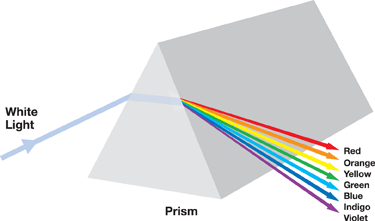 White
Light
Prism
Red
Orange
Yellow
Green
Blue
Indigo
Violet